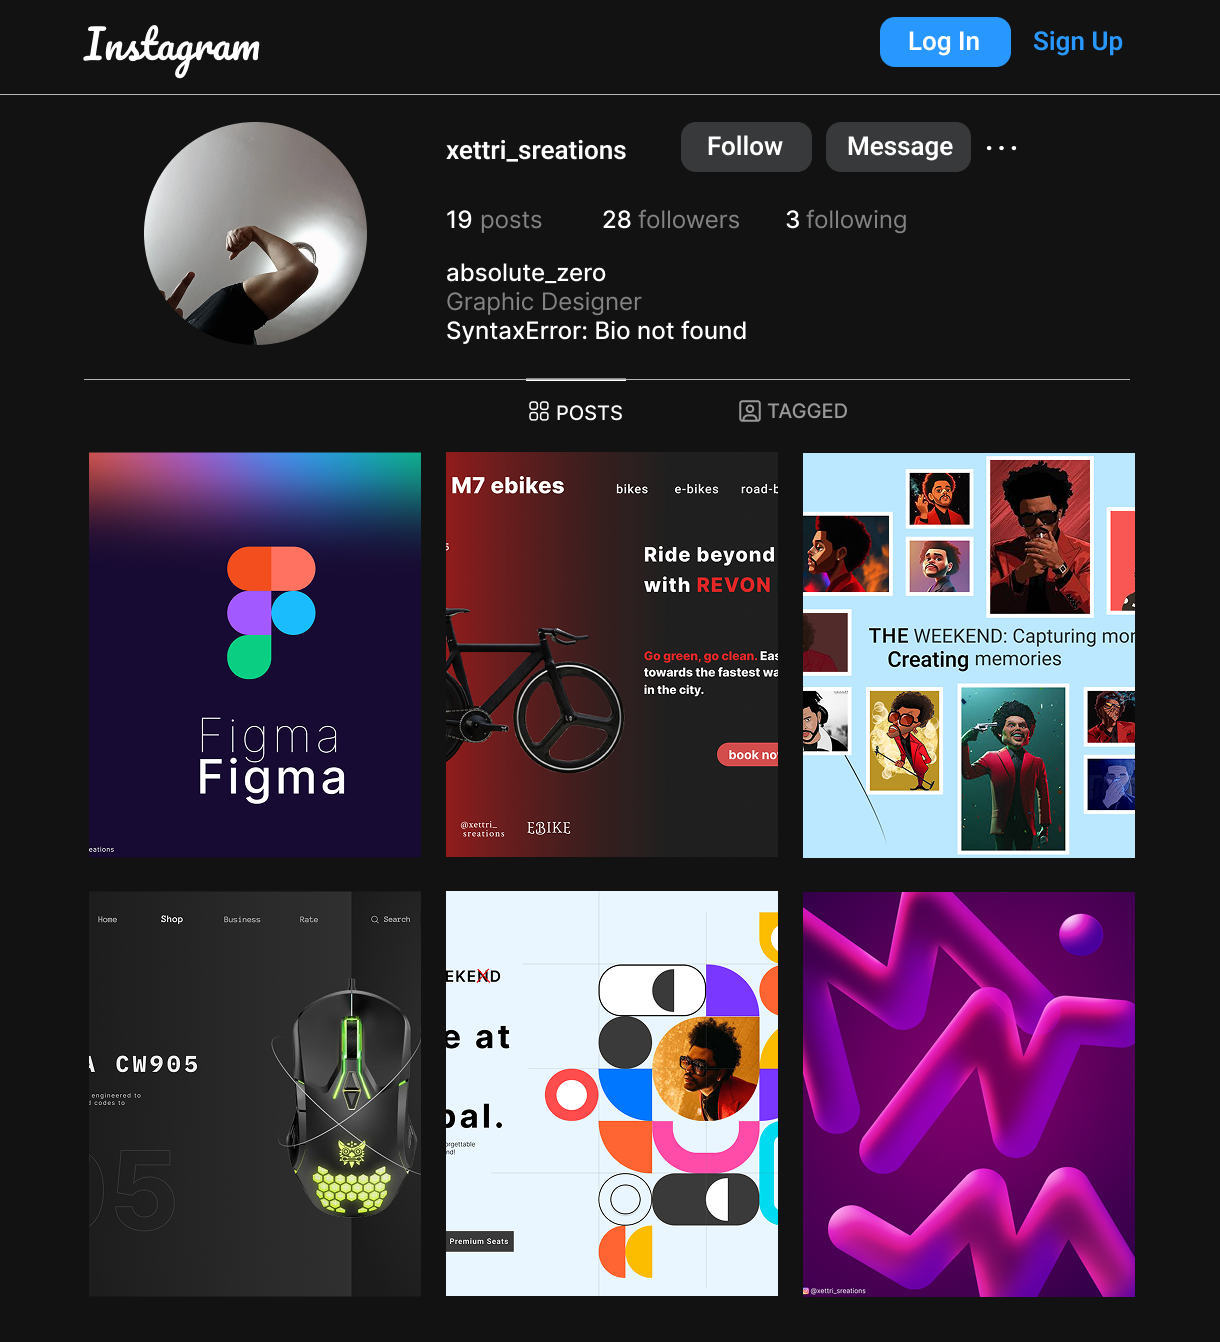 Instagram
Log In
Sign Up
xettri_sreations
Follow
Message
19 posts
28 followers
3 following
absolute_zero
Graphic Designer
SyntaxError: Bio not found
POSTS
TAGGED
Figma
Figma
eations
M7 ebikes
bikes
e-bikes
road-b
5
Ride beyond
with REVON
Go green, go clean. Eas
towards the fastest wa
in the city.
book no
@xettri_
sreations
EBIKE
THE WEEKEND: Capturing mor
Creating memories
Home
Shop
Business
Rate
Search
A CW905
engineered to
d codes to
05
EKEND
e at
bal.
orgettable
nd!
Premium Seats
@xettri_sreations